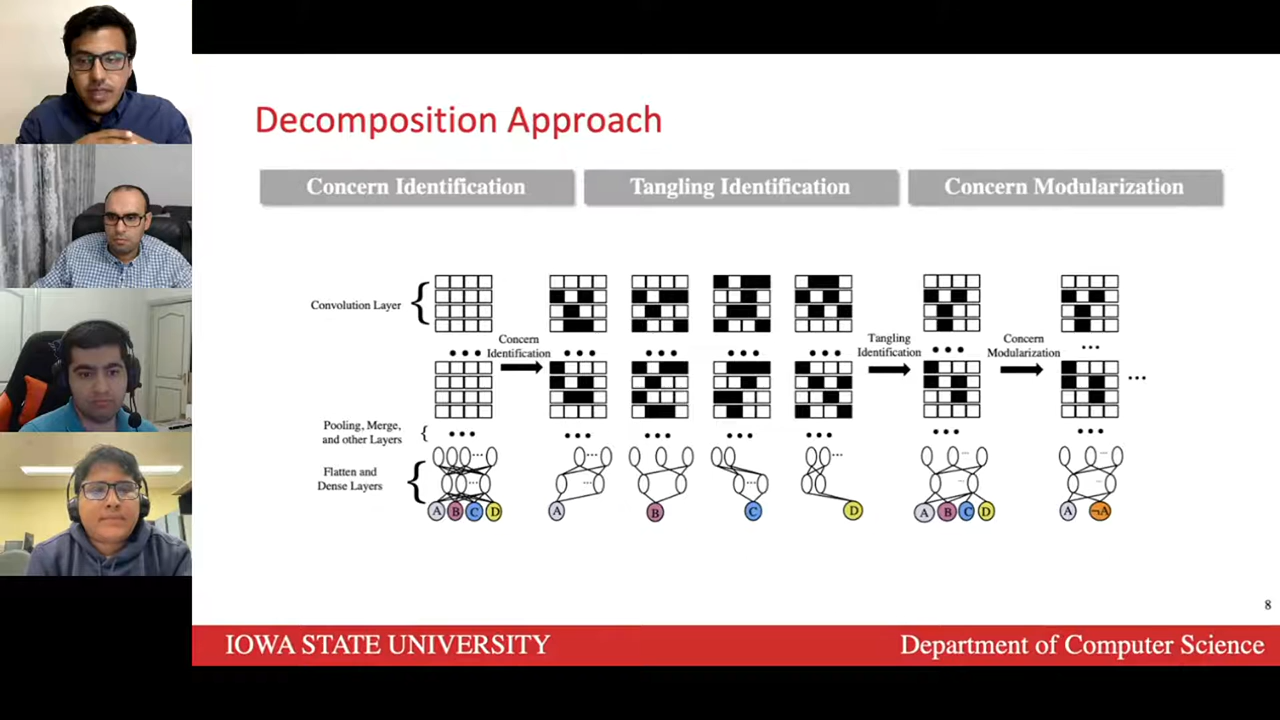 Decomposition Approach
Concern Identification
Tangling Identification
Concern Modularization
Convolution Layer
Concern
Identification
Tangling
Identification
Concern
Modularization
Pooling, Merge,
and other Layers
Flatten and
Dense Layers
A B C D
A
B
C
D
A B C D
A ¬A
8
IOWA STATE UNIVERSITY
Department of Computer Science